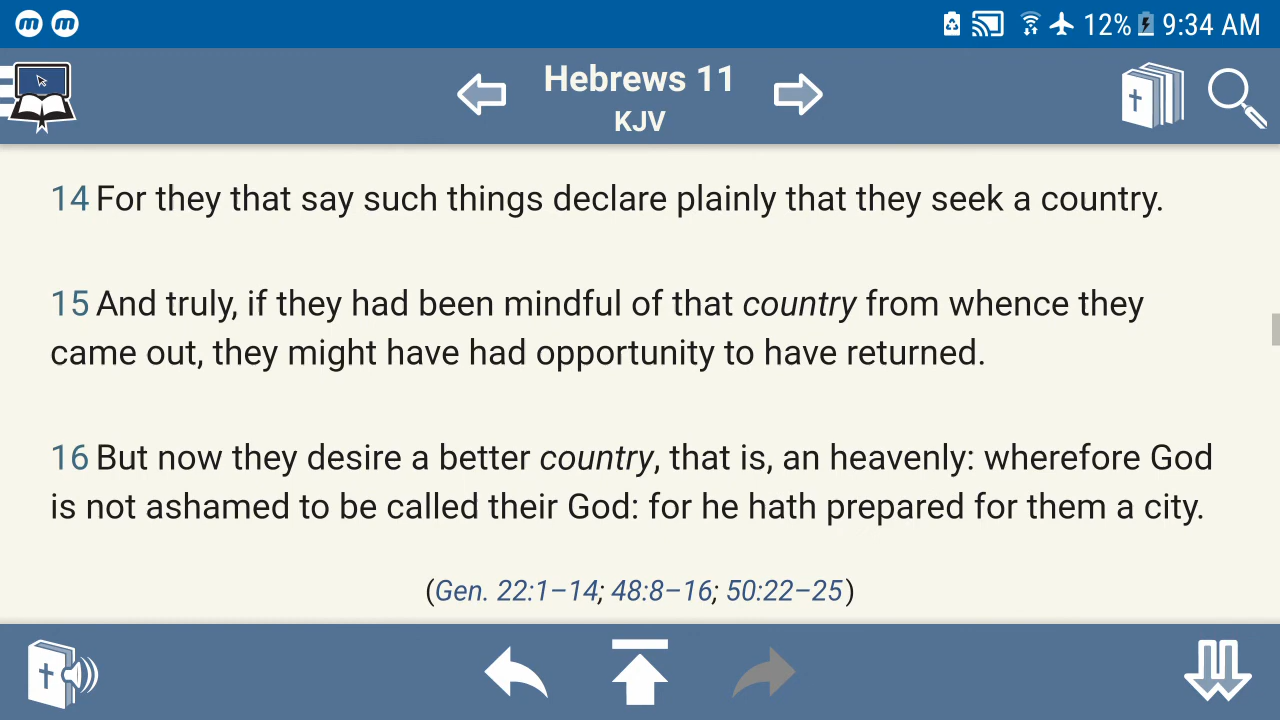 m m 12% 9:34 AM
Hebrews 11
KJV
14 For they that say such things declare plainly that they seek a country.
15 And truly, if they had been mindful of that country from whence they
came out, they might have had opportunity to have returned.
16 But now they desire a better country, that is, an heavenly: wherefore God
is not ashamed to be called their God: for he hath prepared for them a city.
(Gen. 22:1–14; 48:8–16; 50:22–25)